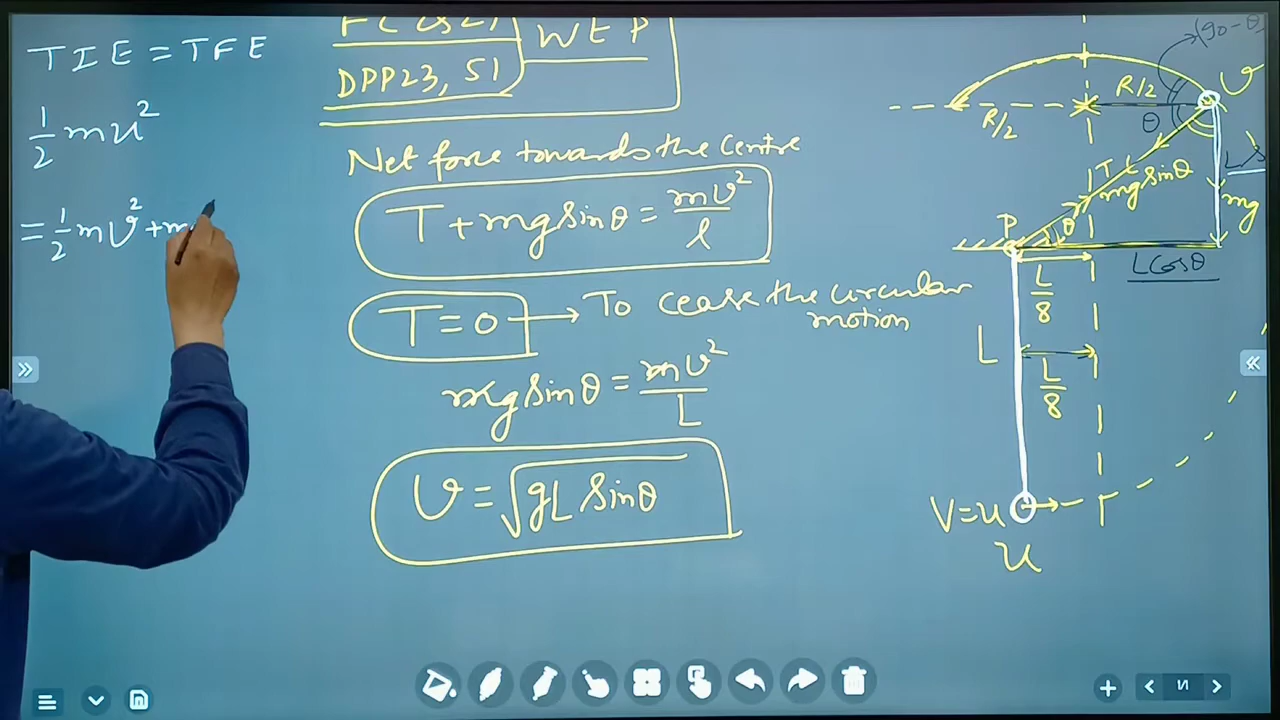 TIE = TFE
1/2 mu²
= 1/2 mv² + m
WEP
DPP23, 51
Net force towards the centre
T + mg sinθ = mv²/l
T = 0 → To cease the circular motion
mg sinθ = mv²/L
v = √gL sinθ
(90-θ)
v
R/2
R/2
θ
T
L
mg sinθ
mg
P
θ
L cosθ
L/8
L
L/8
V=u
u